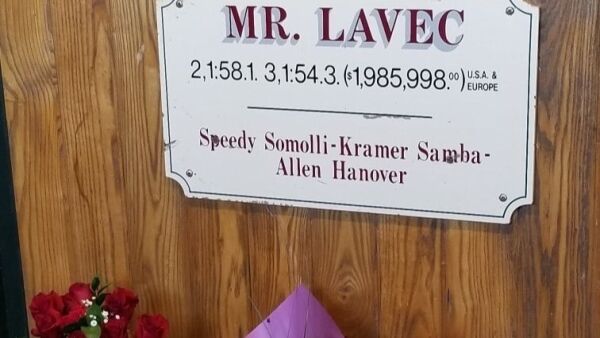 MR. LAVEC
2,1:58.1. 3,1:54.3. ($1,985,998.00) U.S.A. & EUROPE
Speedy Somolli-Kramer Samba-
Allen Hanover